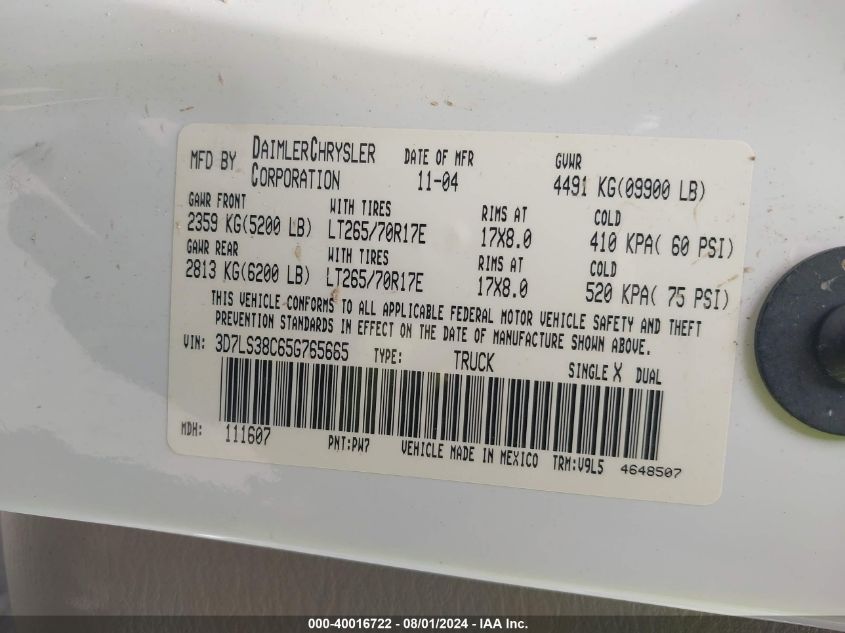 MFD BY DAIMLERCHRYSLER CORPORATION DATE OF MFR 11-04 GVWR 4491 KG(09900 LB)
GAWR FRONT WITH TIRES RIMS AT COLD
2359 KG(5200 LB) LT265/70R17E 17X8.0 410 KPA( 60 PSI)
GAWR REAR WITH TIRES RIMS AT COLD
2813 KG(6200 LB) LT265/70R17E 17X8.0 520 KPA( 75 PSI)
THIS VEHICLE CONFORMS TO ALL APPLICABLE FEDERAL MOTOR VEHICLE SAFETY AND THEFT
PREVENTION STANDARDS IN EFFECT ON THE DATE OF MANUFACTURE SHOWN ABOVE.
VIN: 3D7LS38C65G765665 TYPE: TRUCK SINGLE X DUAL
MDH: 111607 PNT:PW7 VEHICLE MADE IN MEXICO TRM:V9L5 4648507
000-40016722 - 08/01/2024 - IAA Inc.